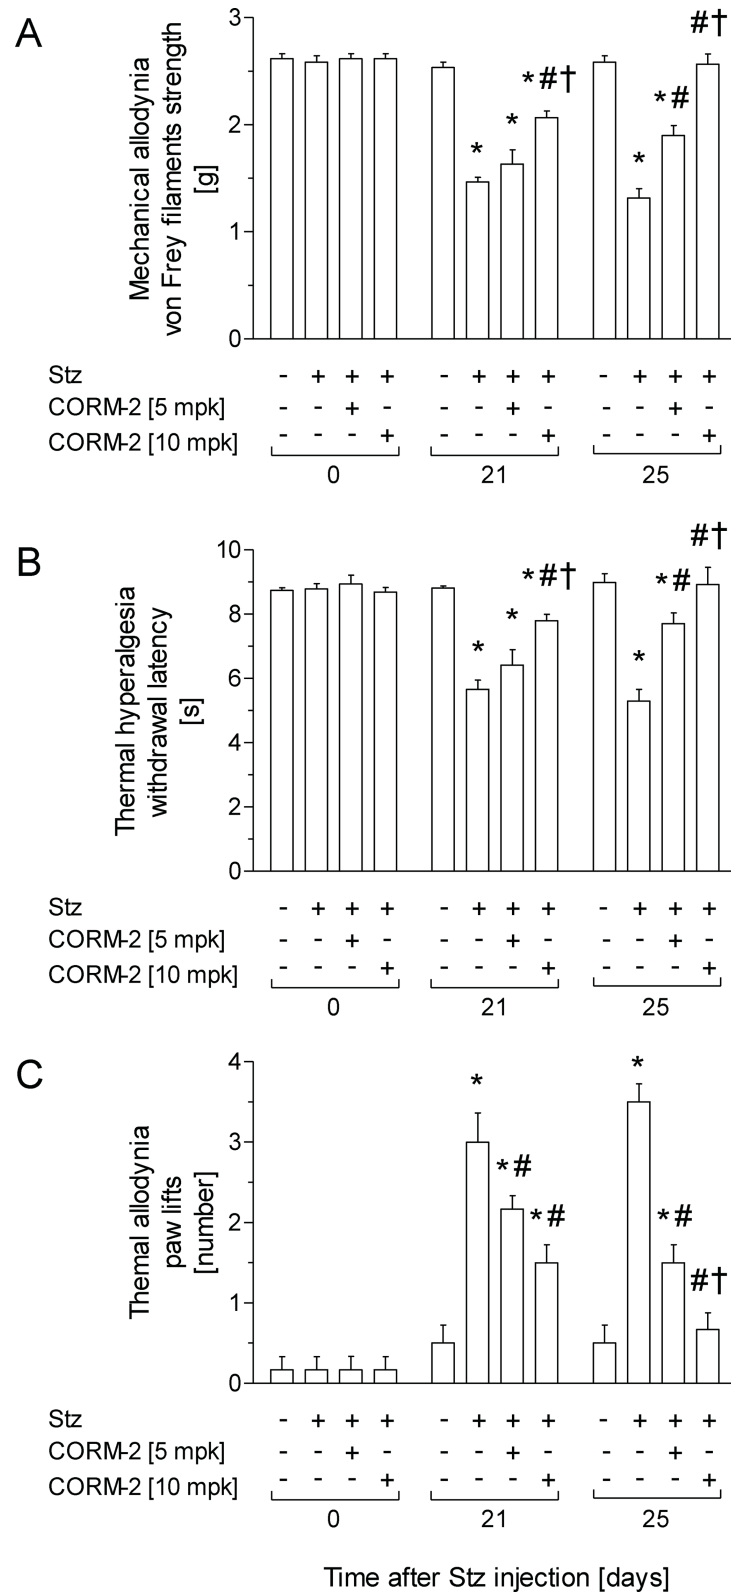 A
Mechanical allodynia
von Frey filaments strength
[g]
3
2
1
0
*
*
*#†
*
*#
#†
Stz - + + + - + + + - + + +
CORM-2 [5 mpk] - - + - - - + - - - + -
CORM-2 [10 mpk] - - - + - - - + - - - +
0 21 25
B
Thermal hyperalgesia
withdrawal latency
[s]
10
8
6
4
2
0
*
*
*#†
*
*#
#†
Stz - + + + - + + + - + + +
CORM-2 [5 mpk] - - + - - - + - - - + -
CORM-2 [10 mpk] - - - + - - - + - - - +
0 21 25
C
Themal allodynia
paw lifts
[number]
4
3
2
1
0
*
*#
*#
*
*#
#†
Stz - + + + - + + + - + + +
CORM-2 [5 mpk] - - + - - - + - - - + -
CORM-2 [10 mpk] - - - + - - - + - - - +
0 21 25
Time after Stz injection [days]